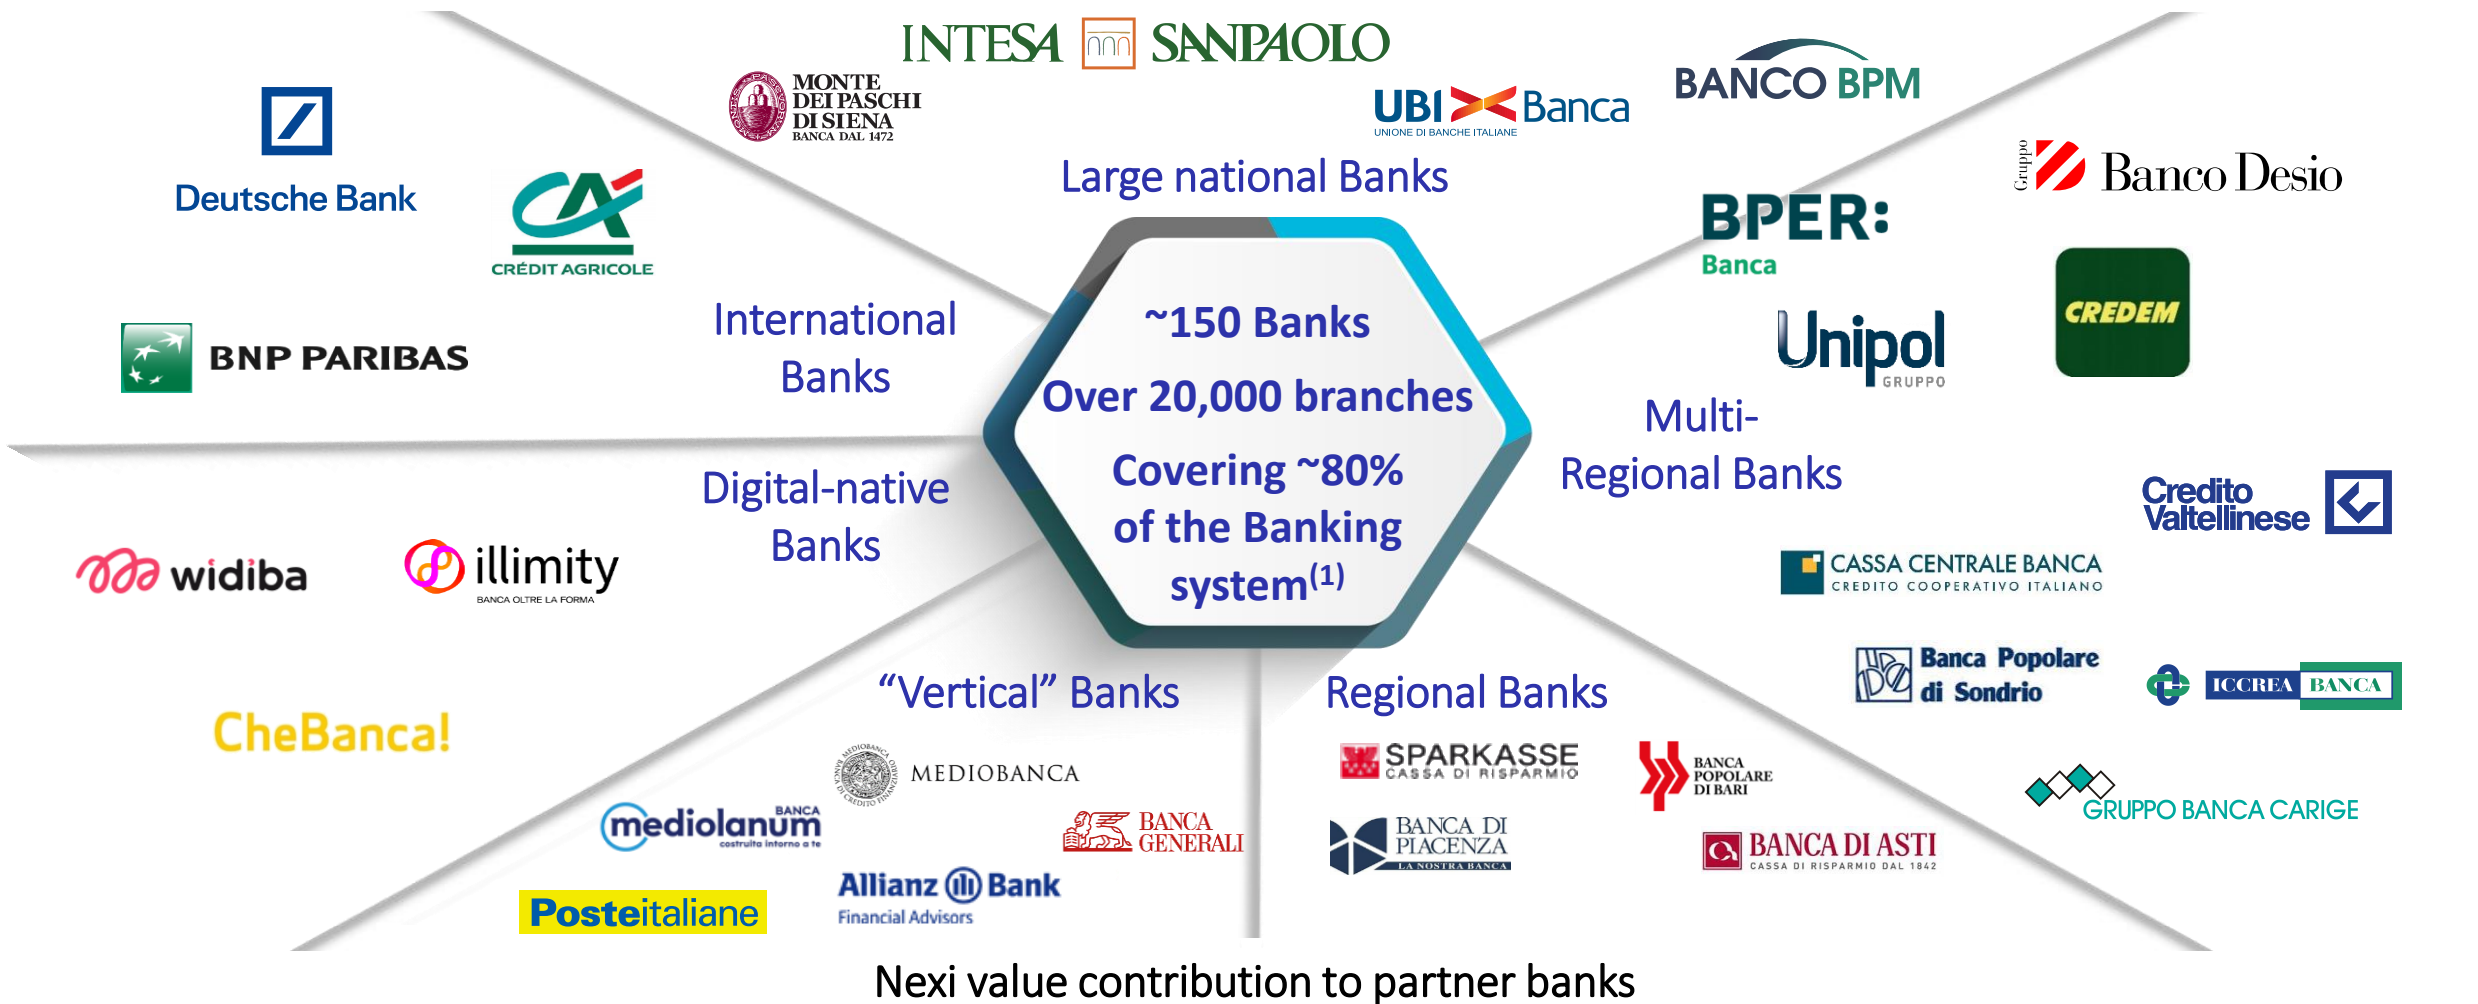 INTESA SANPAOLO
MONTE
DEI PASCHI
DI SIENA
BANCA DAL 1472
UBI Banca
UNIONE DI BANCHE ITALIANE
BANCO BPM
Large national Banks
Deutsche Bank
CRÉDIT AGRICOLE
BNP PARIBAS
International
Banks
Gruppo
Banco Desio
BPER:
Banca
CREDEM
Unipol
GRUPPO
Multi-
Regional Banks
Credito
Valtellinese
CASSA CENTRALE BANCA
CREDITO COOPERATIVO ITALIANO
Banca Popolare
di Sondrio
ICCREA BANCA
GRUPPO BANCA CARIGE
~150 Banks
Over 20,000 branches
Covering ~80%
of the Banking
system(1)
Digital-native
Banks
widiba
illimity
BANCA OLTRE LA FORMA
CheBanca!
"Vertical" Banks
MEDIOBANCA
BANCA
mediolanum
costruita intorno a te
BANCA
GENERALI
Allianz Bank
Financial Advisors
Posteitaliane
Regional Banks
SPARKASSE
CASSA DI RISPARMIO
BANCA
POPOLARE
DI BARI
BANCA DI
PIACENZA
LA NOSTRA BANCA
BANCA DI ASTI
CASSA DI RISPARMIO DAL 1842
Nexi value contribution to partner banks